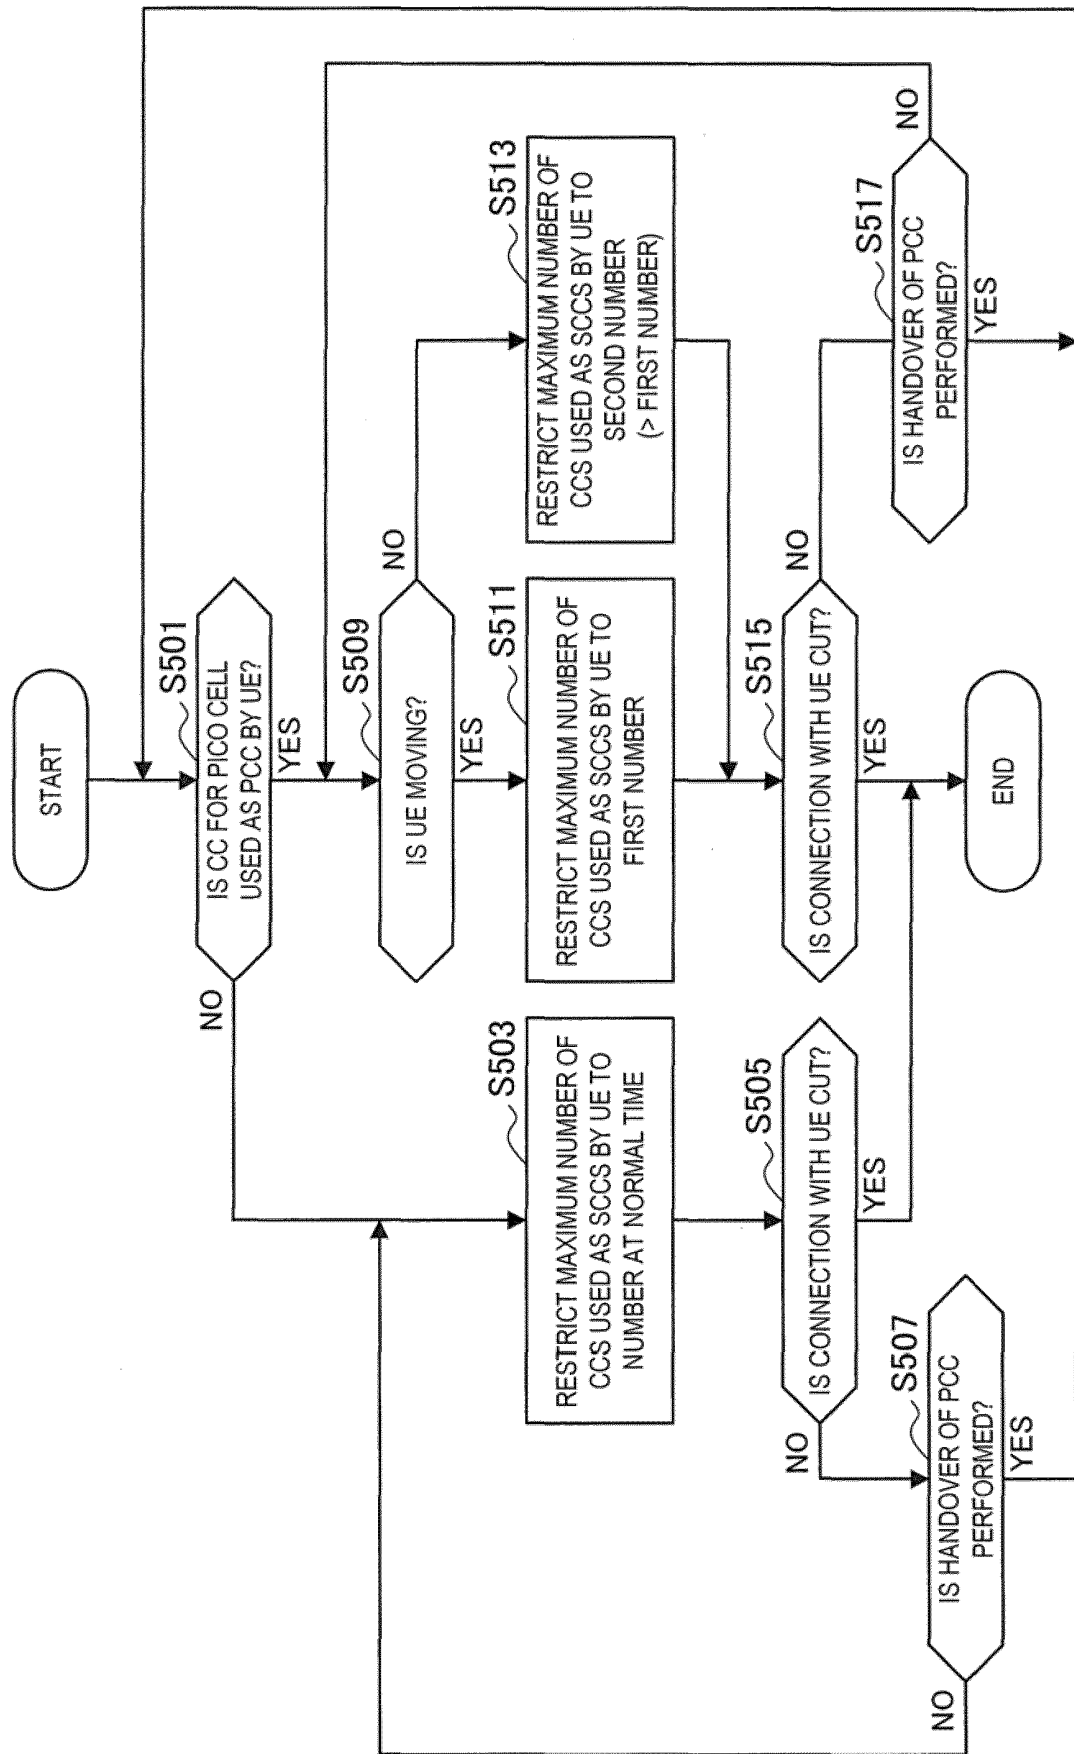 START
S501
IS CC FOR PICO CELL
USED AS PCC BY UE?
NO
YES
S509
IS UE MOVING?
NO
YES
S503
RESTRICT MAXIMUM NUMBER OF
CCS USED AS SCCS BY UE TO
NUMBER AT NORMAL TIME
S511
RESTRICT MAXIMUM NUMBER OF
CCS USED AS SCCS BY UE TO
FIRST NUMBER
S513
RESTRICT MAXIMUM NUMBER OF
CCS USED AS SCCS BY UE TO
SECOND NUMBER
(> FIRST NUMBER)
S505
IS CONNECTION WITH UE CUT?
NO
YES
S515
IS CONNECTION WITH UE CUT?
NO
YES
S507
IS HANDOVER OF PCC
PERFORMED?
NO
YES
S517
IS HANDOVER OF PCC
PERFORMED?
NO
YES
END